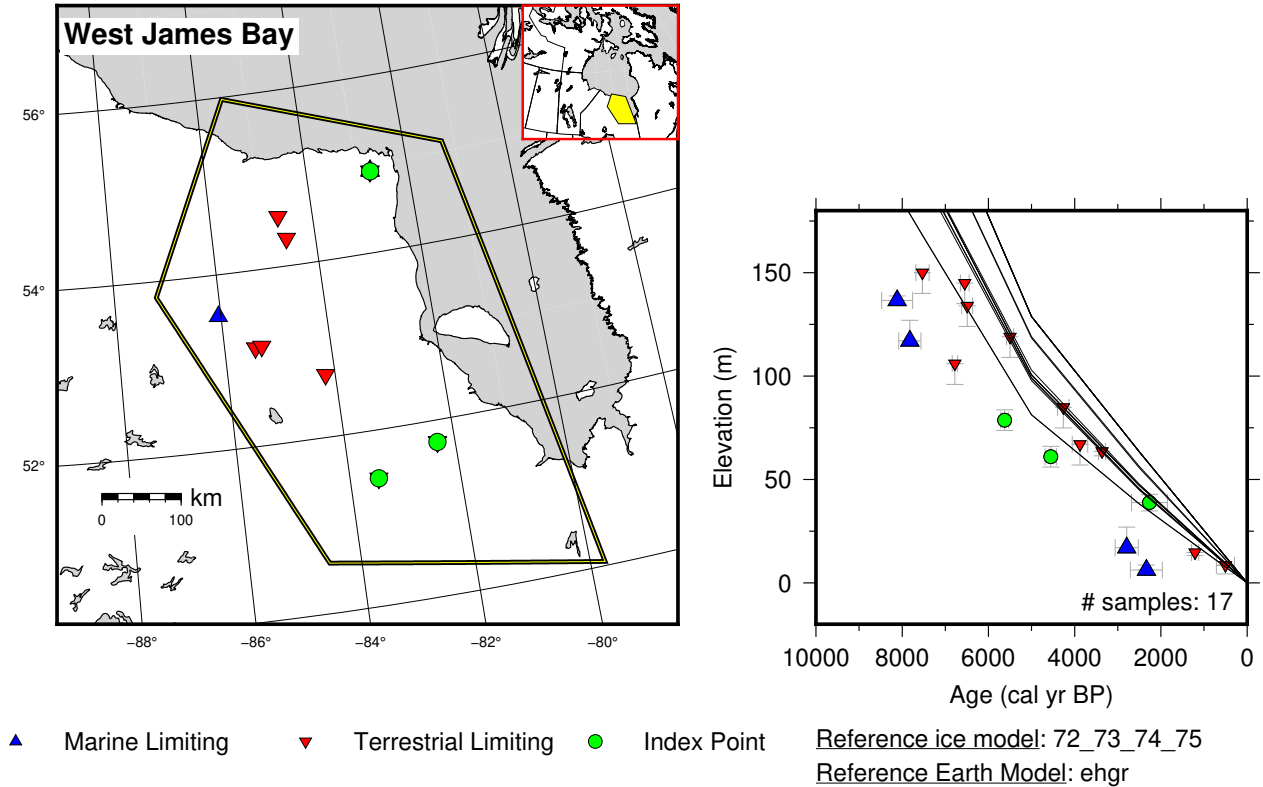 West James Bay
56°
54°
52°
km
0 100
−88° −86° −84° −82° −80°
Elevation (m)
150
100
50
0
# samples: 17
10000 8000 6000 4000 2000 0
Age (cal yr BP)
Marine Limiting Terrestrial Limiting Index Point
Reference ice model: 72_73_74_75
Reference Earth Model: ehgr